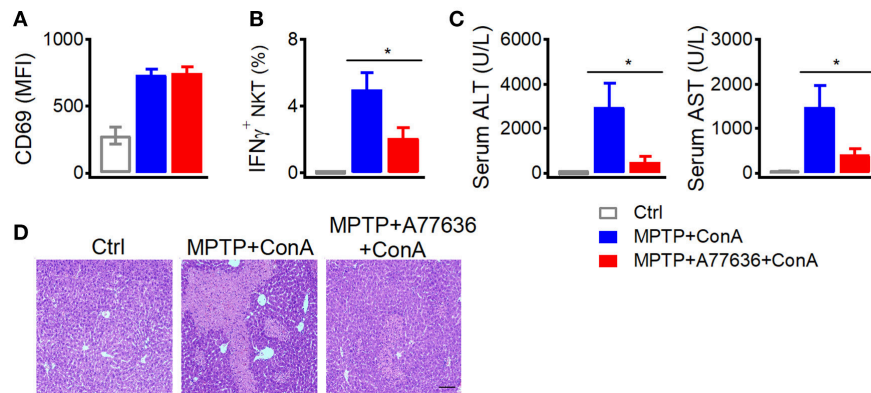 A
CD69 (MFI)
1000
500
0
B
IFNγ+ NKT (%)
8
4
0
*
C
Serum ALT (U/L)
6000
4000
2000
0
*
Serum AST (U/L)
3000
2000
1000
0
*
Ctrl
MPTP+ConA
MPTP+A77636+ConA
D
Ctrl
MPTP+ConA
MPTP+A77636
+ConA